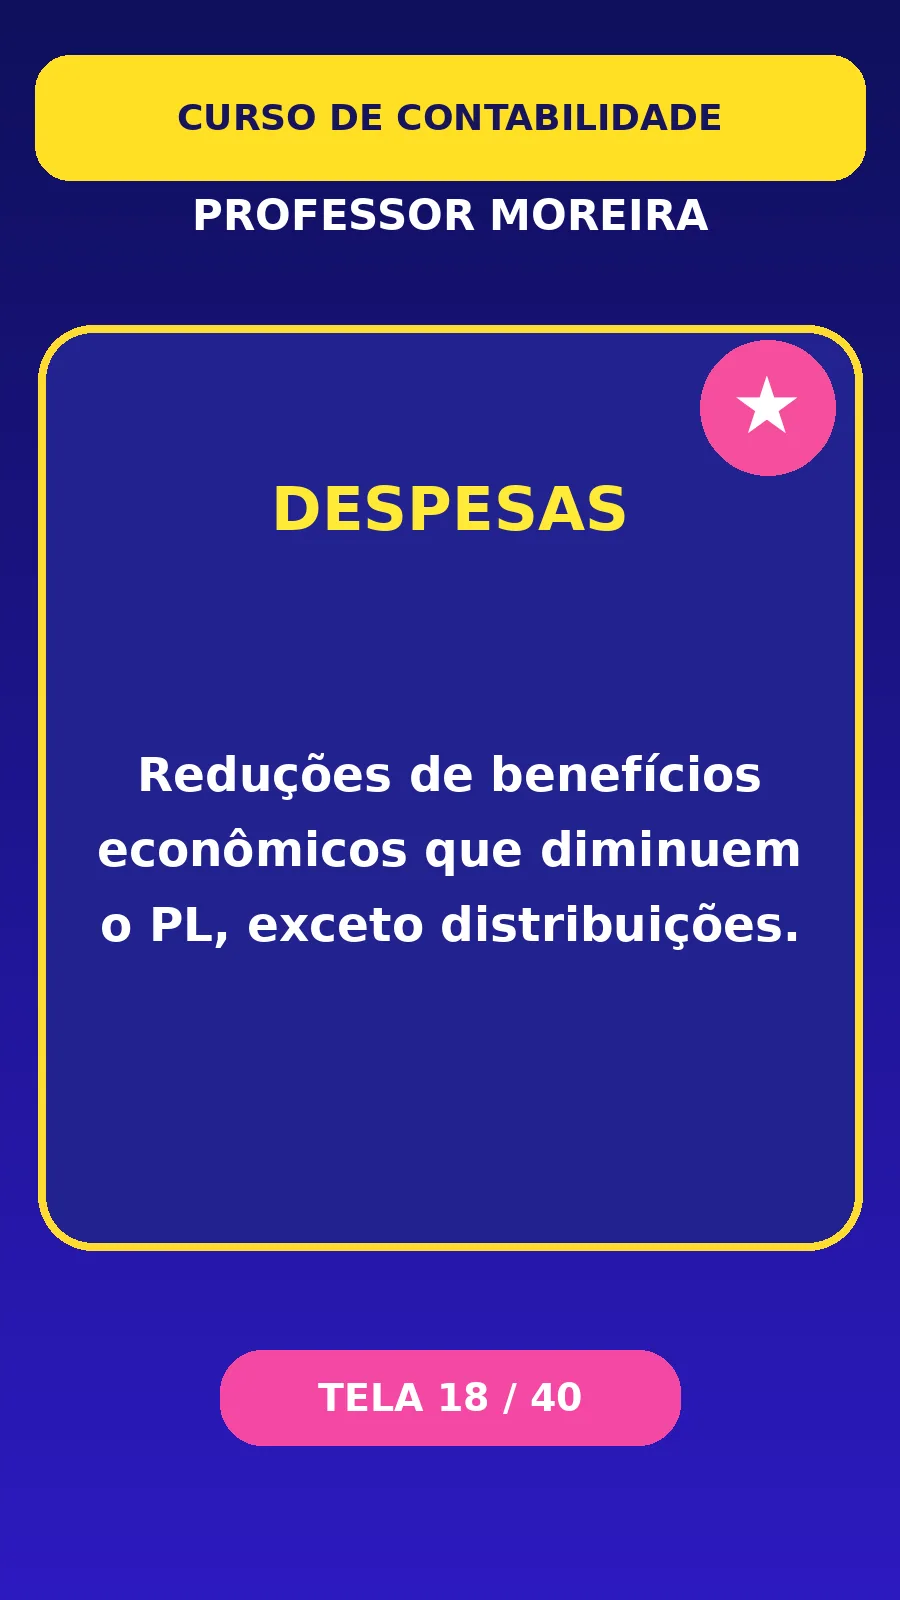 CURSO DE CONTABILIDADE
PROFESSOR MOREIRA
DESPESAS
Reduções de benefícios
econômicos que diminuem
o PL, exceto distribuições.
TELA 18 / 40